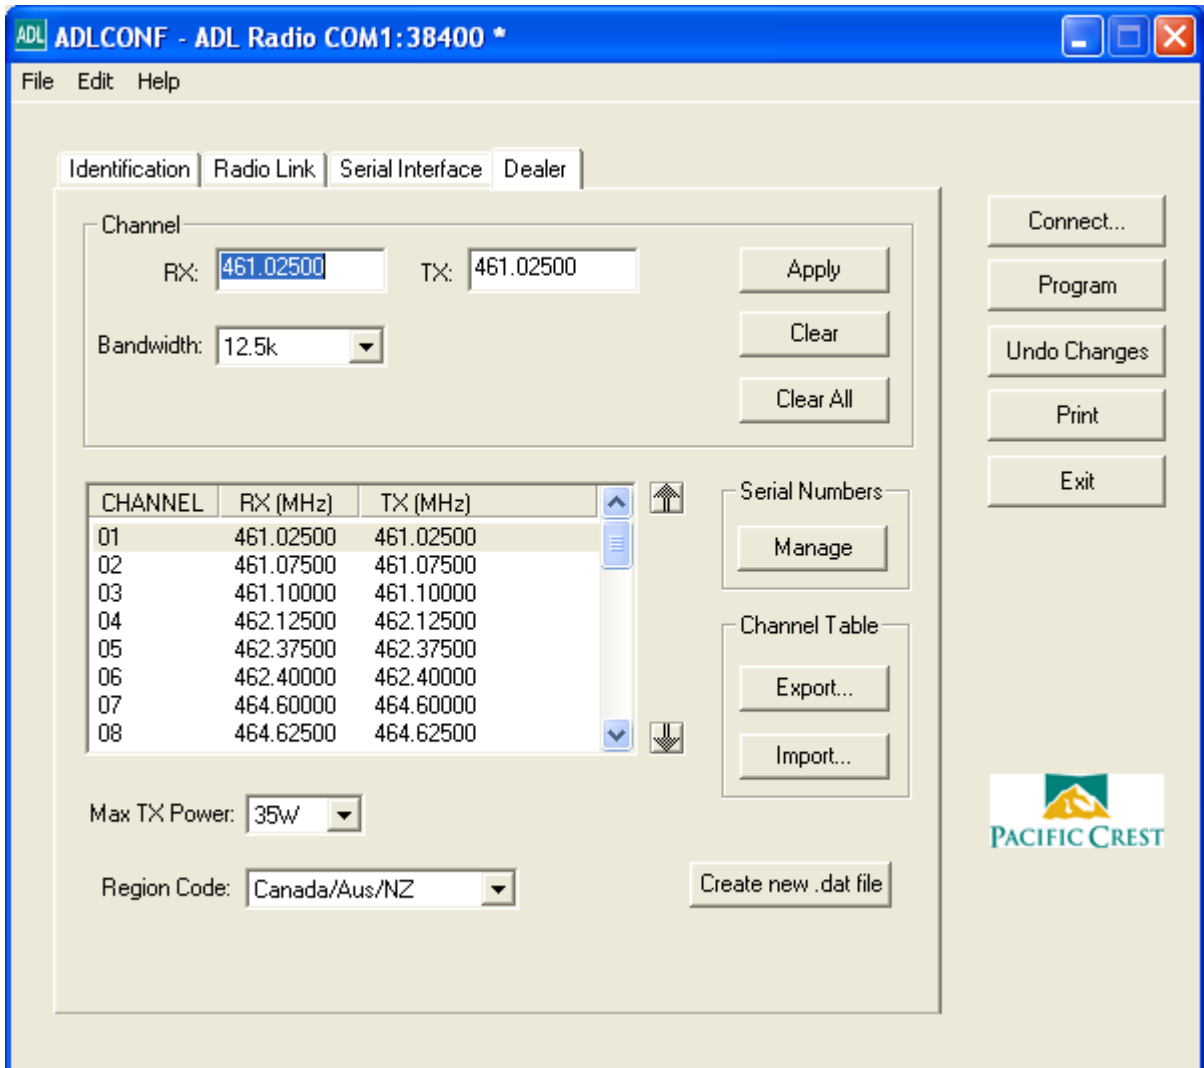 ADL ADLCONF - ADL Radio COM1:38400 *
File Edit Help
Identification Radio Link Serial Interface Dealer
Channel
RX: 461.02500 TX: 461.02500
Bandwidth: 12.5k
Apply
Clear
Clear All
CHANNEL RX (MHz) TX (MHz)
01 461.02500 461.02500
02 461.07500 461.07500
03 461.10000 461.10000
04 462.12500 462.12500
05 462.37500 462.37500
06 462.40000 462.40000
07 464.60000 464.60000
08 464.62500 464.62500
Serial Numbers
Manage
Channel Table
Export...
Import...
Max TX Power: 35W
Region Code: Canada/Aus/NZ
Create new .dat file
Connect...
Program
Undo Changes
Print
Exit
PACIFIC CREST